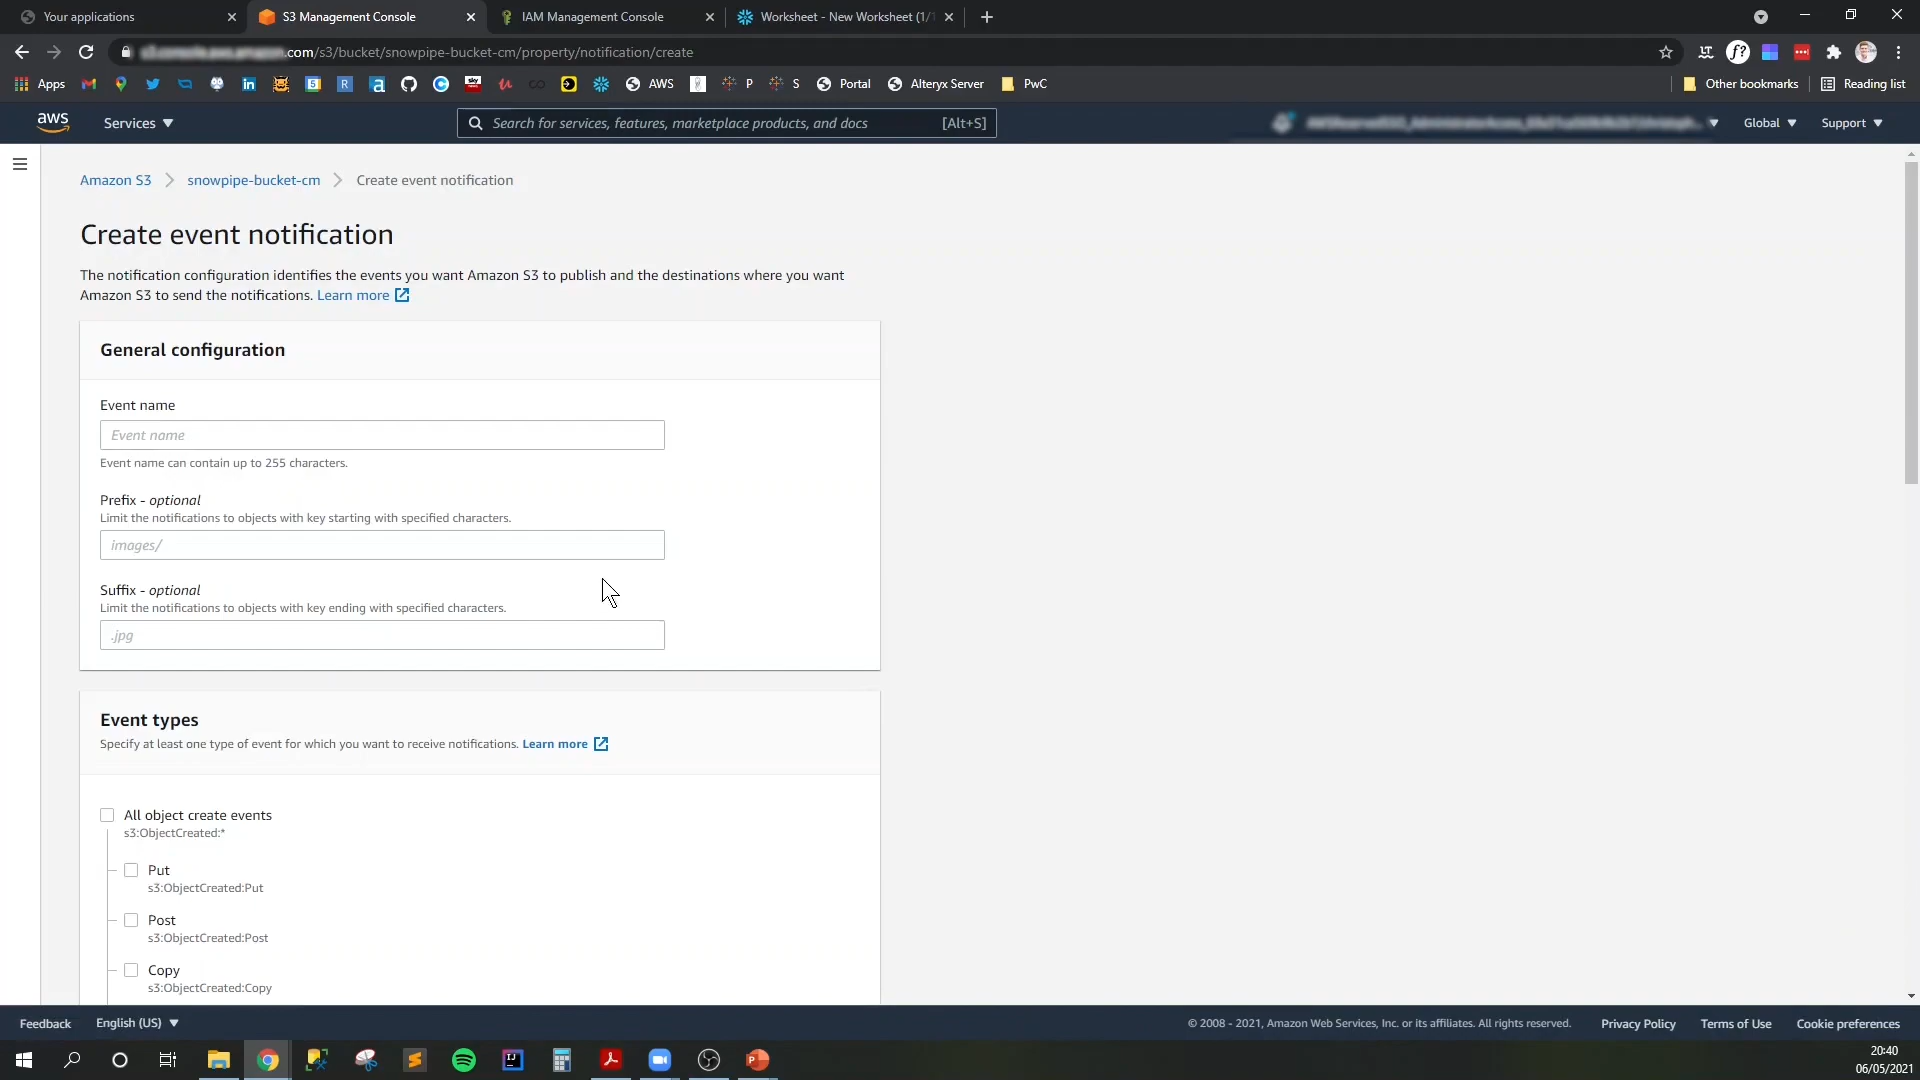 Your applications
S3 Management Console
IAM Management Console
Worksheet - New Worksheet (1/1
.com/s3/bucket/snowpipe-bucket-cm/property/notification/create
Apps
AWS
P
S
Portal
Alteryx Server
PwC
Other bookmarks
Reading list
aws
Services
Search for services, features, marketplace products, and docs
[Alt+S]
Global
Support
Amazon S3
snowpipe-bucket-cm
Create event notification
Create event notification
The notification configuration identifies the events you want Amazon S3 to publish and the destinations where you want
Amazon S3 to send the notifications. Learn more
General configuration
Event name
Event name
Event name can contain up to 255 characters.
Prefix - optional
Limit the notifications to objects with key starting with specified characters.
images/
Suffix - optional
Limit the notifications to objects with key ending with specified characters.
.jpg
Event types
Specify at least one type of event for which you want to receive notifications. Learn more
All object create events
s3:ObjectCreated:*
Put
s3:ObjectCreated:Put
Post
s3:ObjectCreated:Post
Copy
s3:ObjectCreated:Copy
Feedback
English (US)
© 2008 - 2021, Amazon Web Services, Inc. or its affiliates. All rights reserved.
Privacy Policy
Terms of Use
Cookie preferences
20:40
06/05/2021